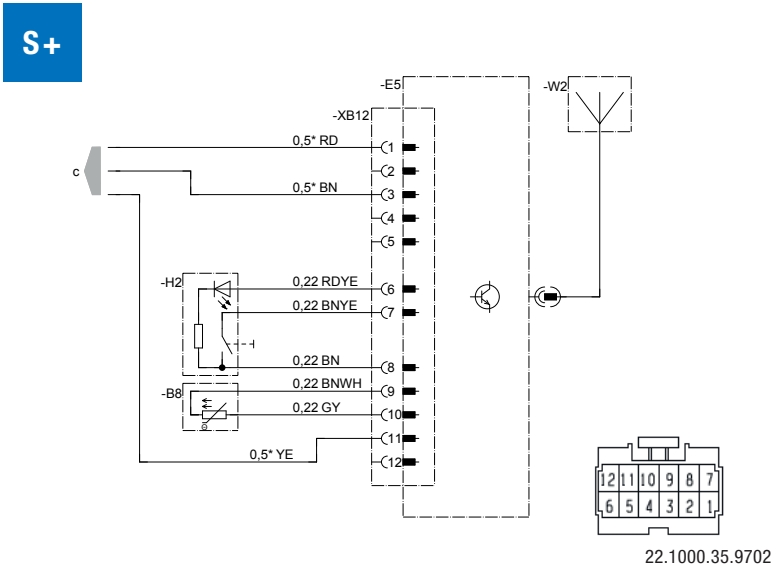 S+
-E5
-W2
-XB12
0,5* RD
1
c
2
0,5* BN
3
4
5
-H2
0,22 RDYE
6
0,22 BNYE
7
0,22 BN
8
0,22 BNWH
9
-B8
0,22 GY
10
11
0,5* YE
12
12 11 10 9 8 7
6 5 4 3 2 1
22.1000.35.9702